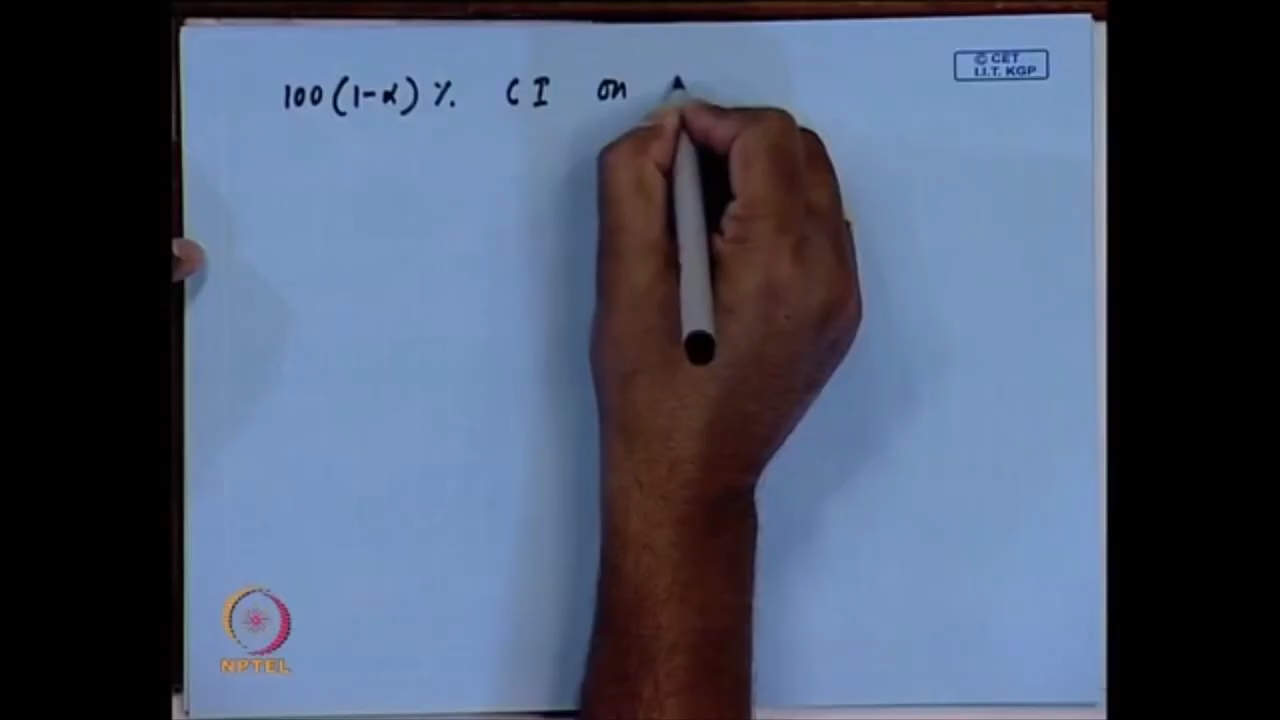 100 (1-α) %. CI on
© CET
I.I.T. KGP
NPTEL